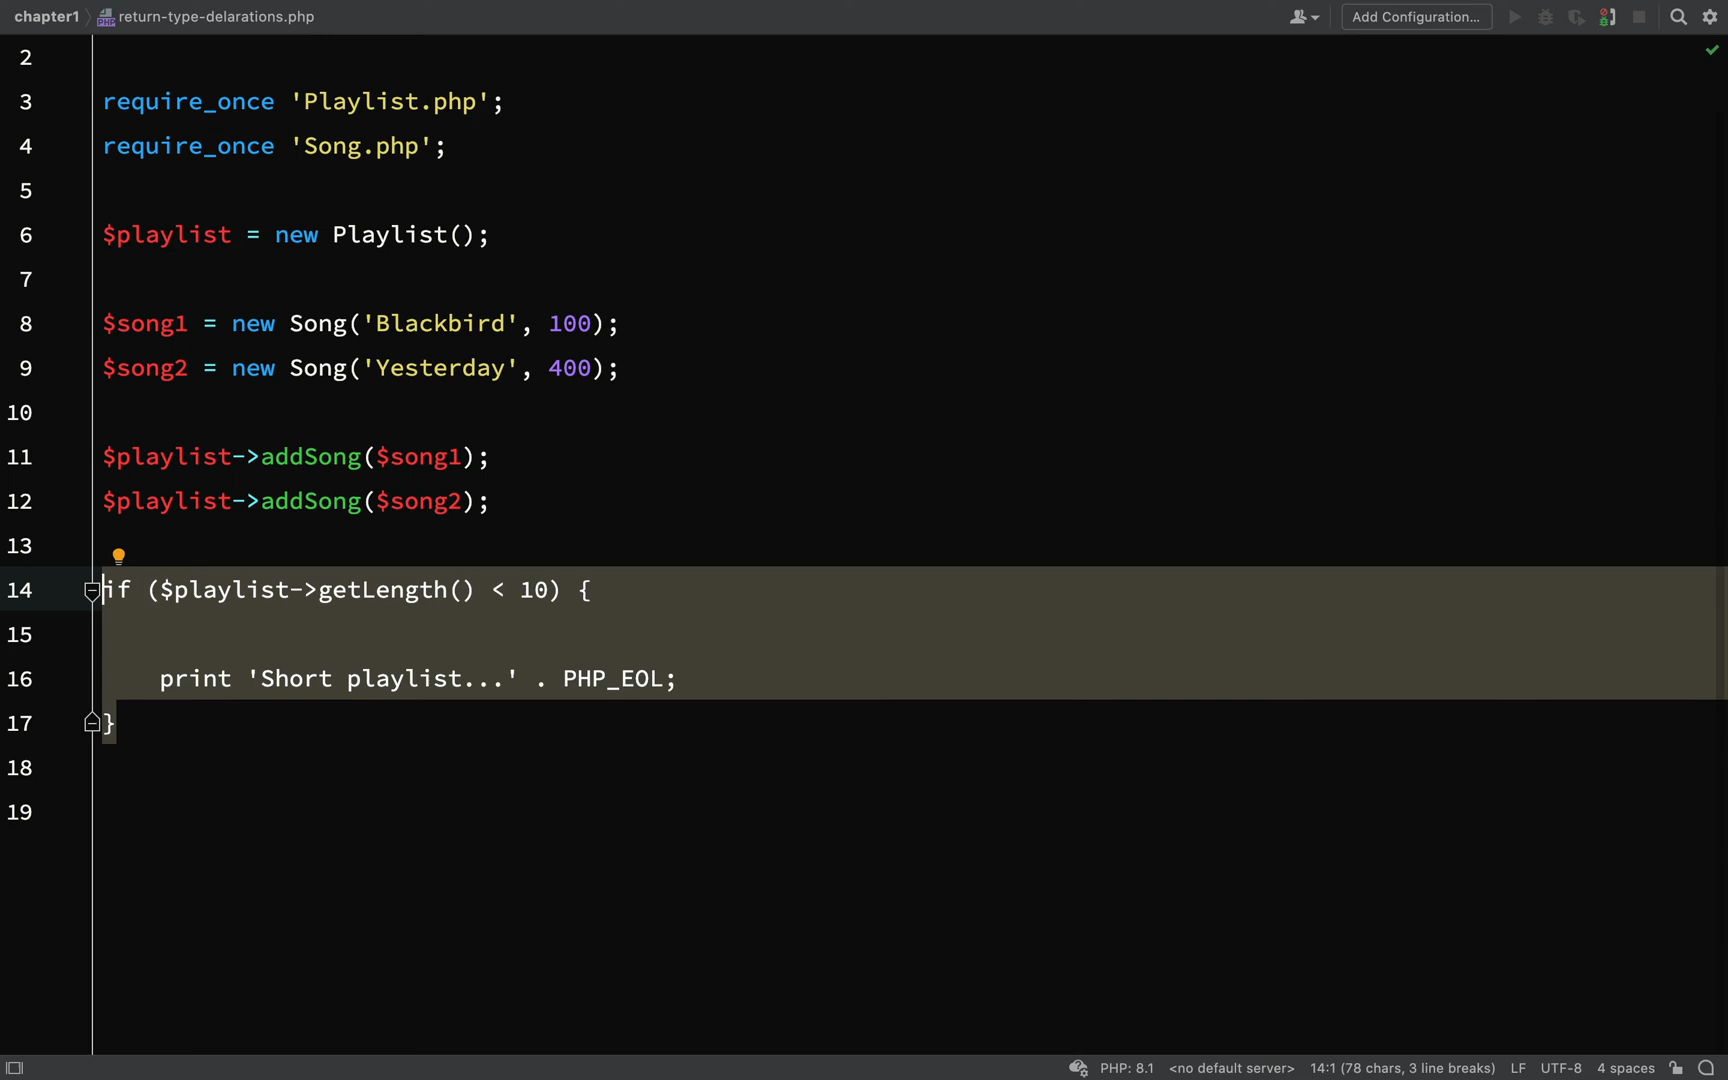 chapter1 return-type-delarations.php Add Configuration...
2
3 require_once 'Playlist.php';
4 require_once 'Song.php';
5
6 $playlist = new Playlist();
7
8 $song1 = new Song('Blackbird', 100);
9 $song2 = new Song('Yesterday', 400);
10
11 $playlist->addSong($song1);
12 $playlist->addSong($song2);
13
14 if ($playlist->getLength() < 10) {
15
16     print 'Short playlist...' . PHP_EOL;
17 }
18
19
PHP: 8.1 <no default server> 14:1 (78 chars, 3 line breaks) LF UTF-8 4 spaces